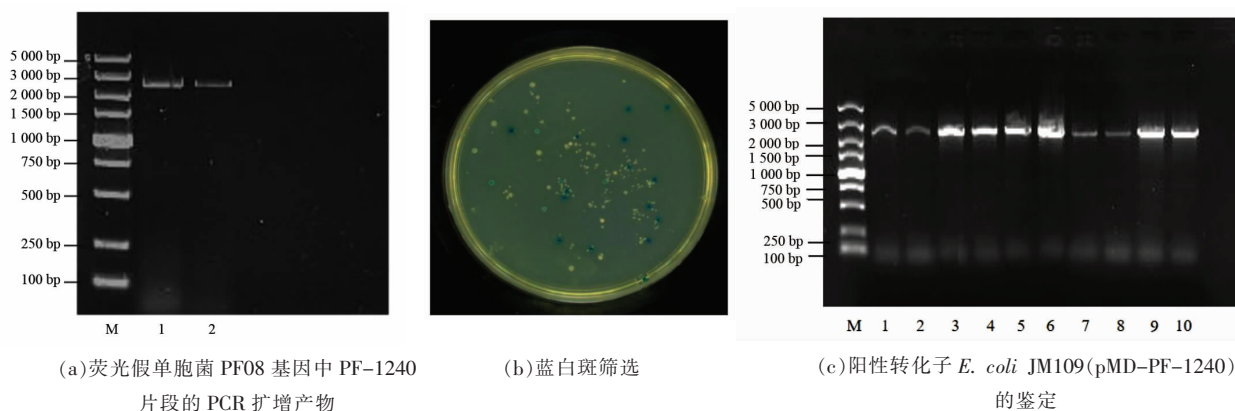 5 000 bp
3 000 bp
2 000 bp
1 500 bp
1 000 bp
750 bp
500 bp
250 bp
100 bp
M 1 2
(a)荧光假单胞菌 PF08 基因中 PF-1240
片段的 PCR 扩增产物
(b)蓝白斑筛选
5 000 bp
3 000 bp
2 000 bp
1 500 bp
1 000 bp
750 bp
500 bp
250 bp
100 bp
M 1 2 3 4 5 6 7 8 9 10
(c)阳性转化子 E. coli JM109(pMD-PF-1240)
的鉴定